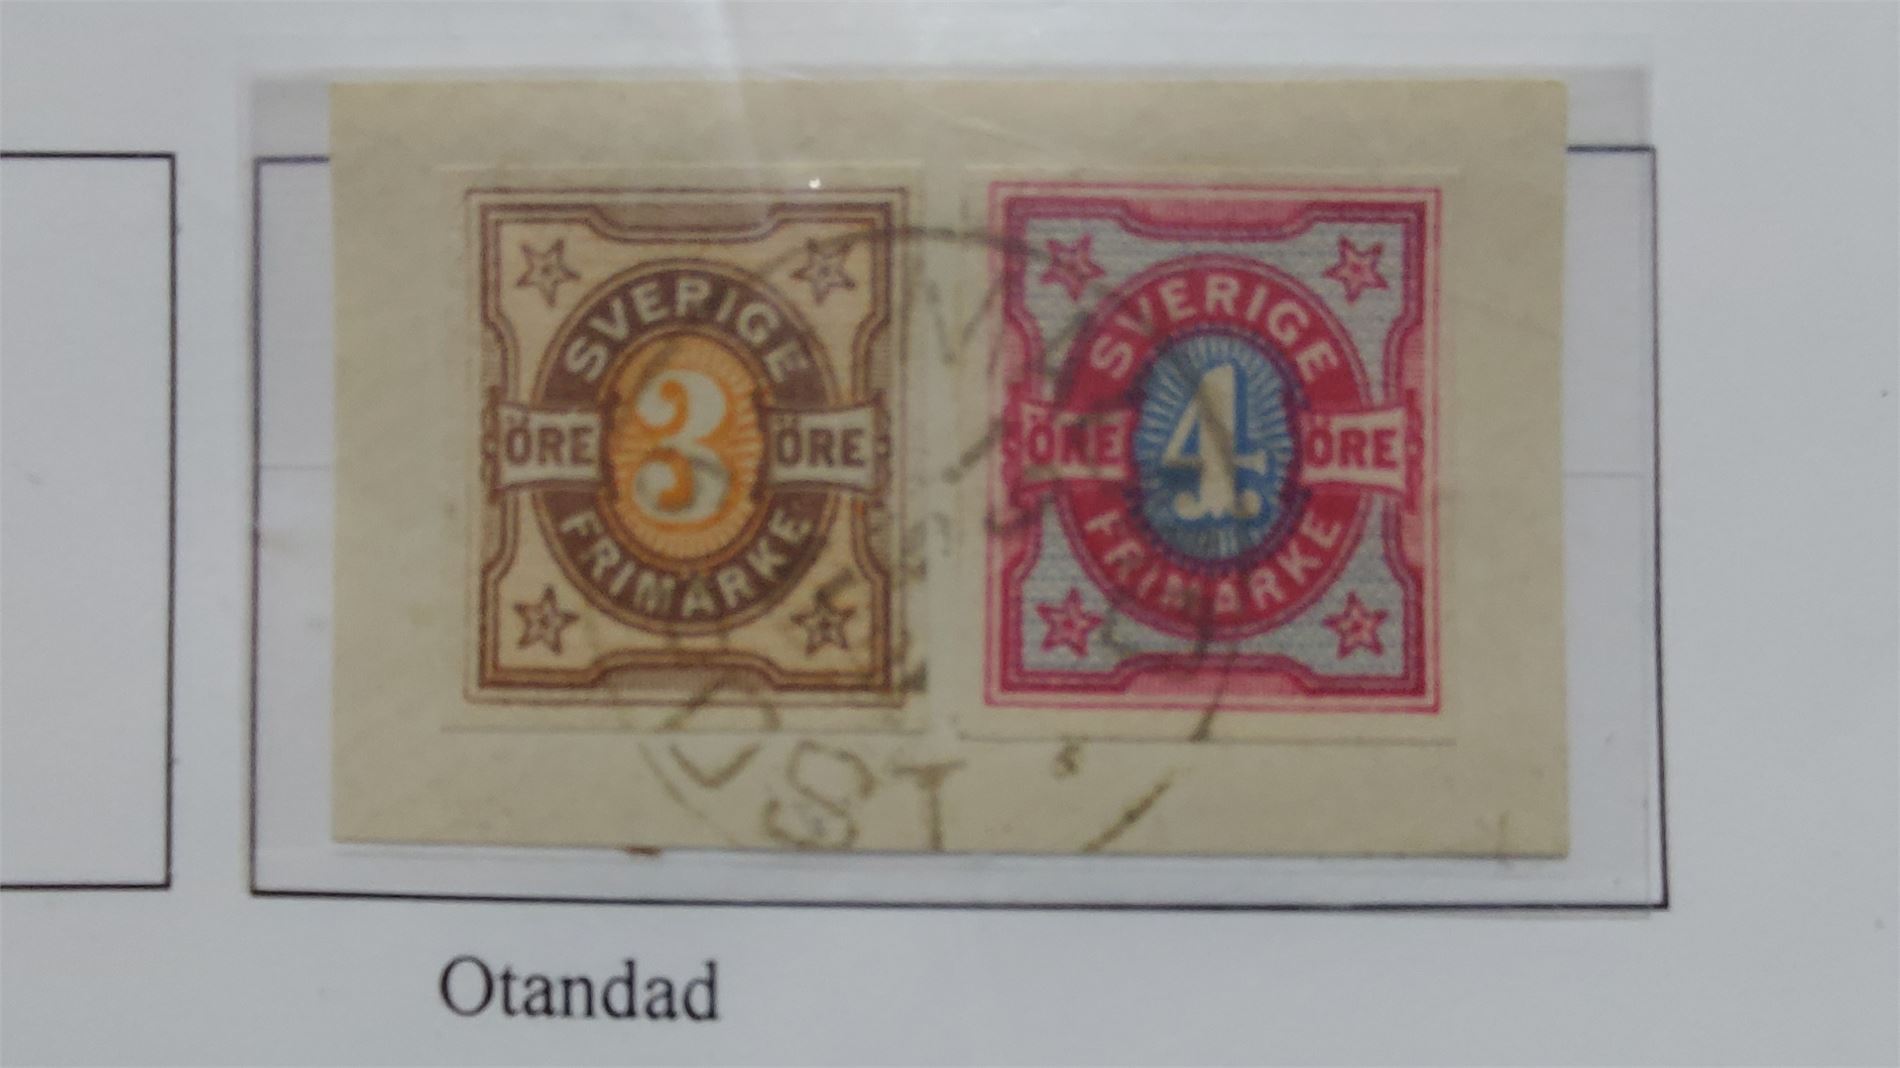 SVERIGE
ÖRE 3 ÖRE
FRIMÄRKE
SVERIGE
ÖRE 4 ÖRE
FRIMÄRKE
Otandad